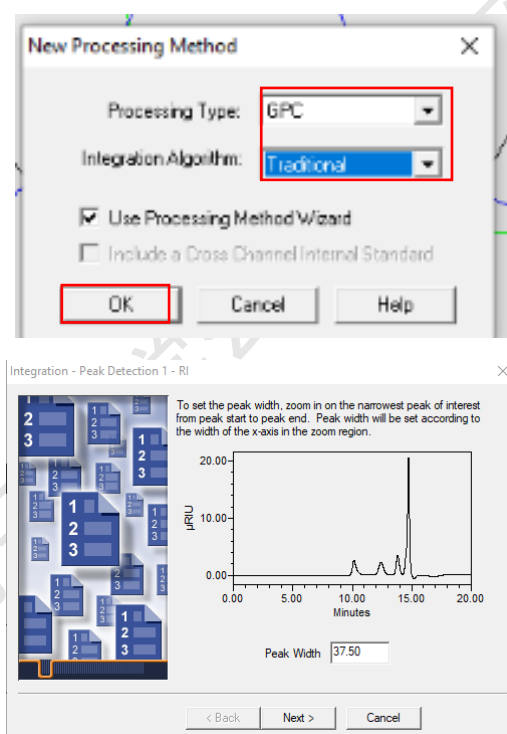 New Processing Method
Processing Type: GPC
Integration Algorithm: Traditional
Use Processing Method Wizard
Include a Cross Channel Internal Standard
OK Cancel Help
Integration - Peak Detection 1 - RI
To set the peak width, zoom in on the narrowest peak of interest
from peak start to peak end. Peak width will be set according to
the width of the x-axis in the zoom region.
1
2
3
20.00
10.00
0.00
µRIU
0.00 5.00 10.00 15.00 20.00
Minutes
Peak Width 37.50
< Back Next > Cancel